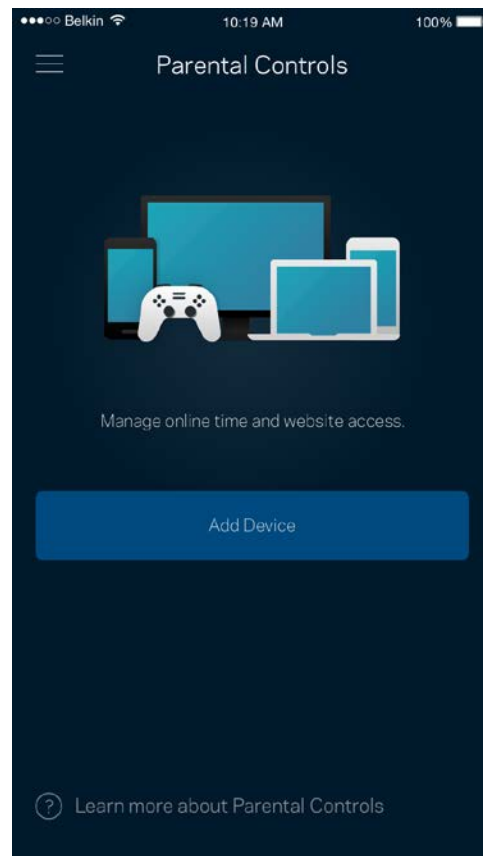 Belkin 10:19 AM 100%
Parental Controls
Manage online time and website access.
Add Device
? Learn more about Parental Controls